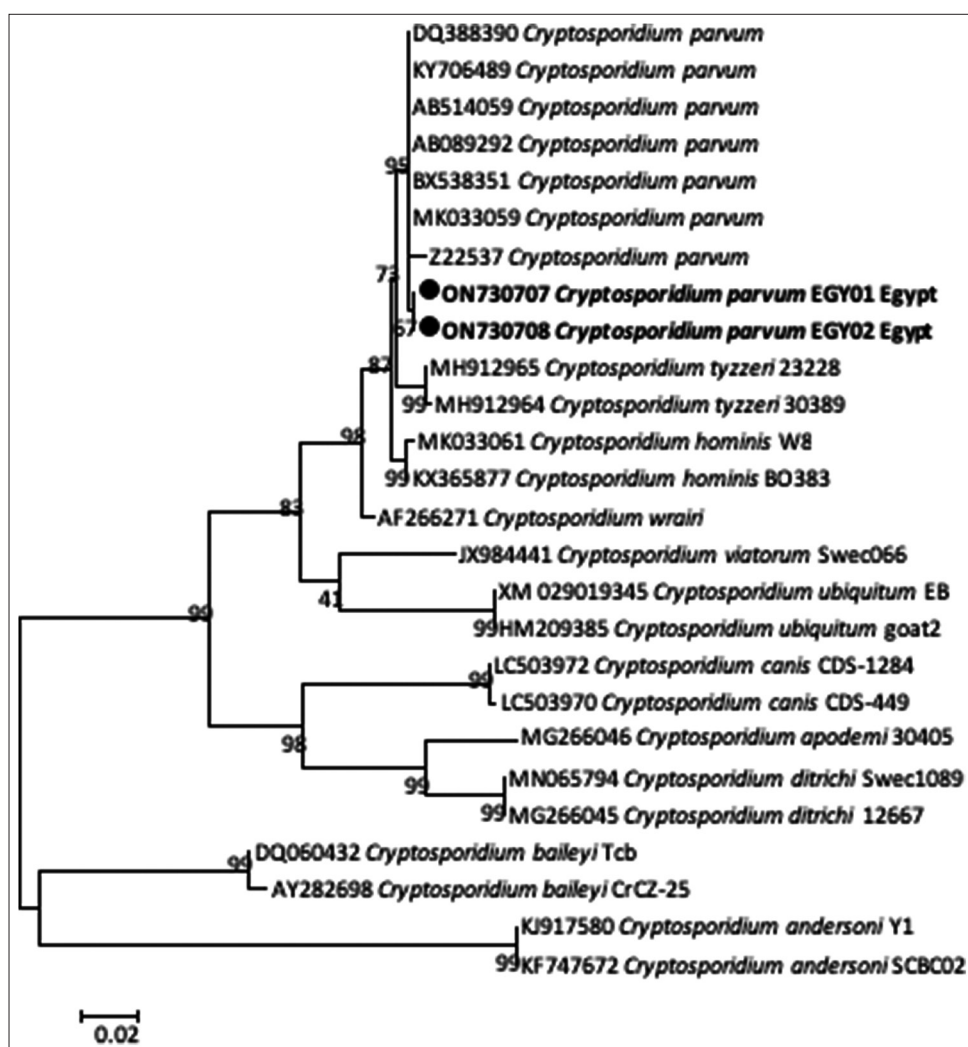 DQ388390 Cryptosporidium parvum
KY706489 Cryptosporidium parvum
AB514059 Cryptosporidium parvum
AB089292 Cryptosporidium parvum
95
BX538351 Cryptosporidium parvum
MK033059 Cryptosporidium parvum
Z22537 Cryptosporidium parvum
73
ON730707 Cryptosporidium parvum EGY01 Egypt
67
ON730708 Cryptosporidium parvum EGY02 Egypt
87
MH912965 Cryptosporidium tyzzeri 23228
99
MH912964 Cryptosporidium tyzzeri 30389
98
MK033061 Cryptosporidium hominis W8
99
KX365877 Cryptosporidium hominis BO383
83
AF266271 Cryptosporidium wrairi
JX984441 Cryptosporidium viatorum Swec066
41
XM 029019345 Cryptosporidium ubiquitum EB
99
99
HM209385 Cryptosporidium ubiquitum goat2
LC503972 Cryptosporidium canis CDS-1284
99
LC503970 Cryptosporidium canis CDS-449
98
MG266046 Cryptosporidium apodemi 30405
99
MN065794 Cryptosporidium ditrichi Swec1089
99
MG266045 Cryptosporidium ditrichi 12667
DQ060432 Cryptosporidium baileyi Tcb
99
AY282698 Cryptosporidium baileyi CrCZ-25
KJ917580 Cryptosporidium andersoni Y1
99
KF747672 Cryptosporidium andersoni SCBC02
0.02